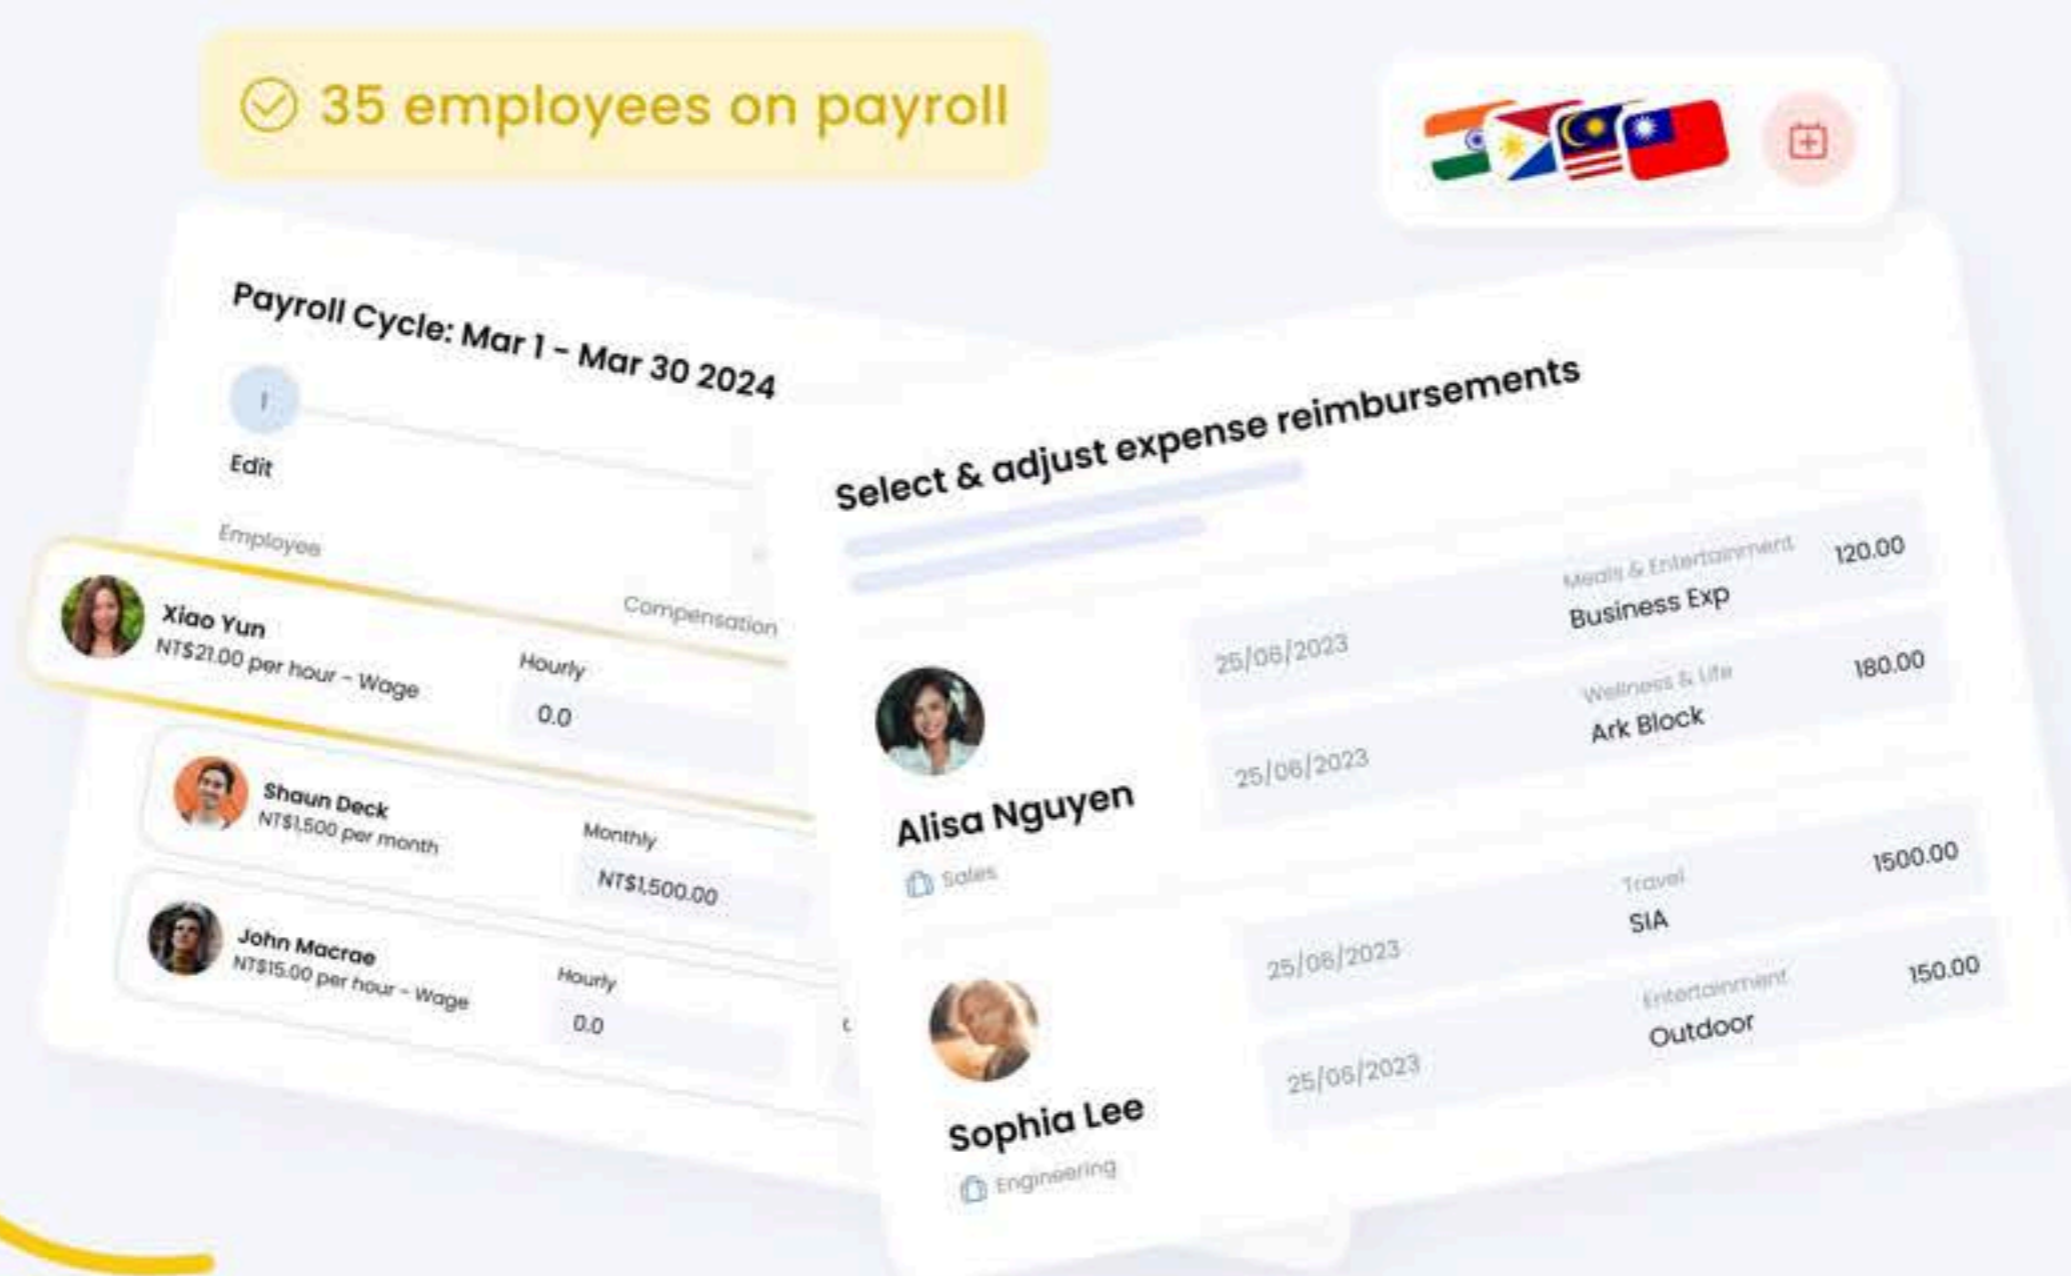 35 employees on payroll
Payroll Cycle: Mar 1 - Mar 30 2024
1
Edit
Employee
Compensation
Xiao Yun
NT$21.00 per hour - Wage
Hourly
0.0
Shaun Deck
NT$1,500 per month
Monthly
NT$1,500.00
John Macrae
NT$15.00 per hour - Wage
Hourly
0.0
Select & adjust expense reimbursements
Alisa Nguyen
Sales
25/06/2023
Meals & Entertainment
Business Exp
120.00
25/06/2023
Wellness & Life
Ark Block
180.00
Sophia Lee
Engineering
25/06/2023
Travel
SIA
1500.00
25/06/2023
Entertainment
Outdoor
150.00